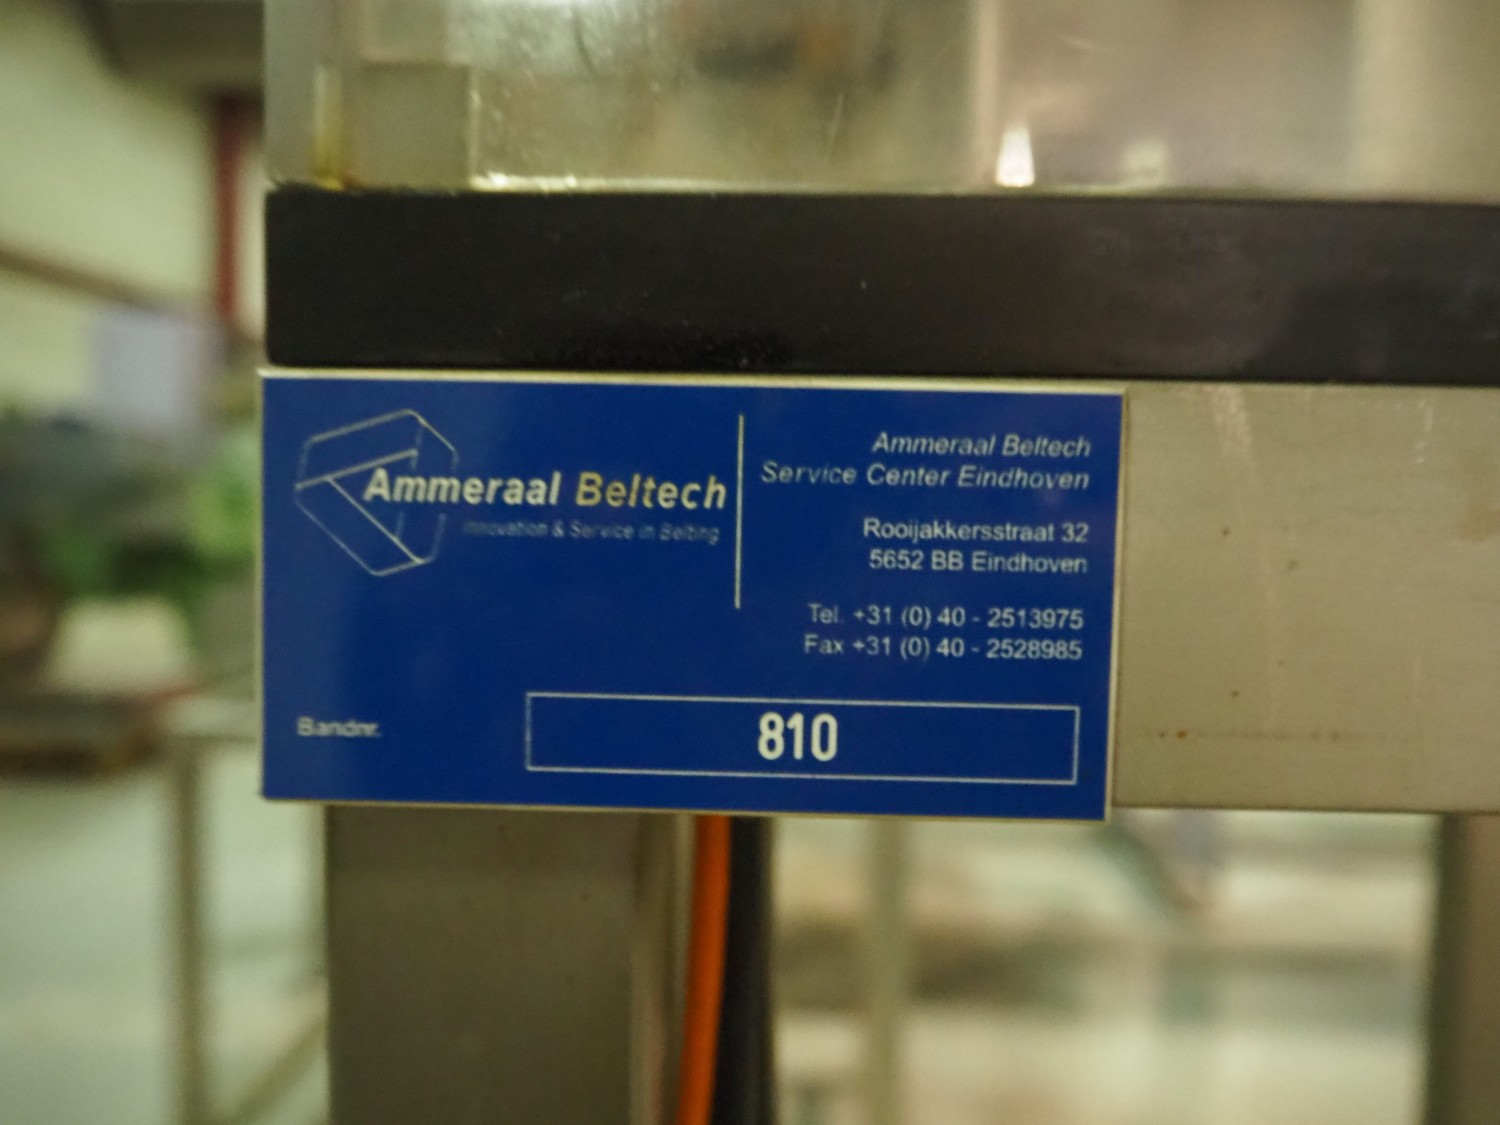 Ammeraal Beltech
Innovation & Service in Belting
Ammeraal Beltech
Service Center Eindhoven
Rooijakkersstraat 32
5652 BB Eindhoven
Tel. +31 (0) 40 - 2513975
Fax +31 (0) 40 - 2528985
Bandnr.
810